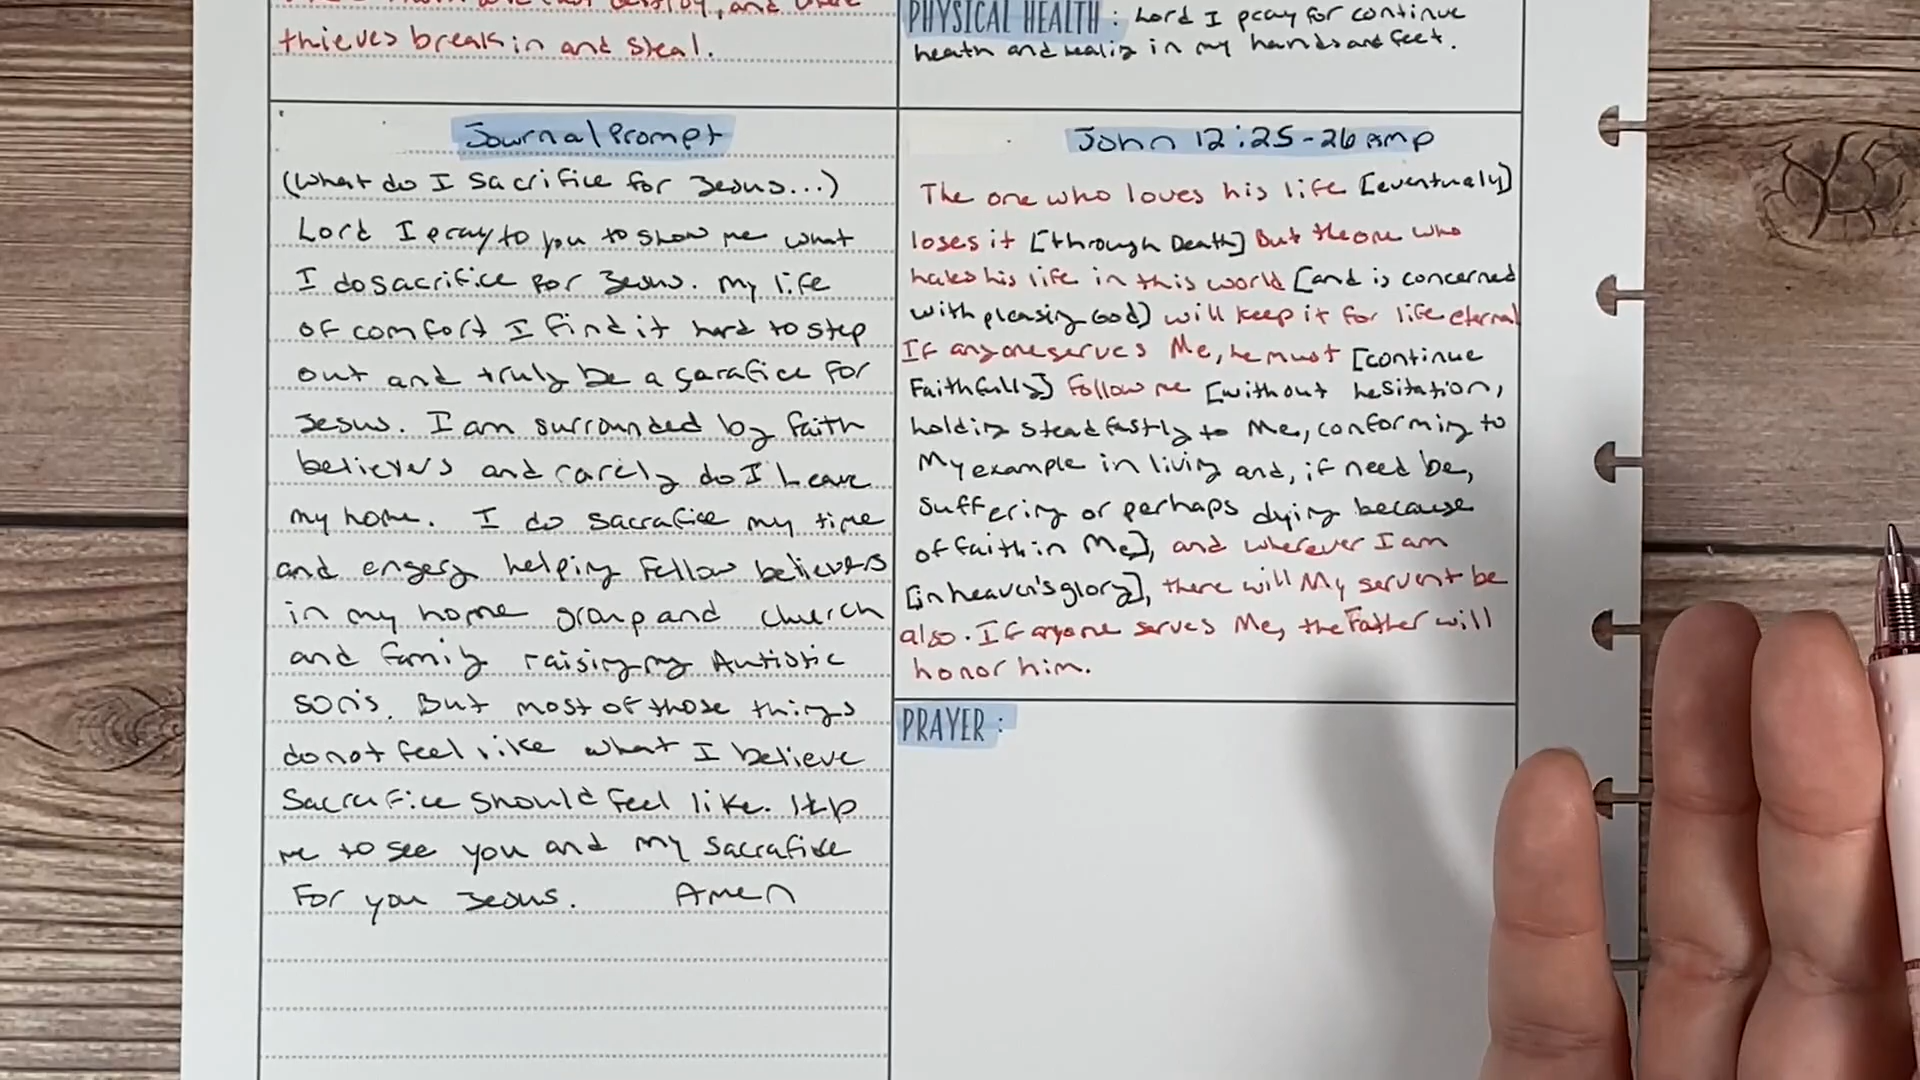 thieves break in and steal.
PHYSICAL HEALTH : Lord I pray for continue
heath and healig in my hands and feet.
Journal Prompt
(What do I sacrifice for Jesus...)
Lord I pray to you to show me what
I do sacrifice for Jesus. My life
of comfort I find it hard to step
out and truly be a sarafice for
Jesus. I am surrounded by faith
believers and rarely do I leave
my home. I do sacrafice my time
and engery helping fellow believers
in my home group and church
and family raising my Autistic
sons. But most of those things
do not feel like what I believe
Sacrafice should feel like. Help
me to see you and my sacrafice
For you Jesus. Amen
John 12:25-26 AMP
The one who loves his life [eventualy]
loses it [through Death] But the one who
hates his life in this world [and is concerned
with pleasing God] will keep it for life eternal
If anyone serves Me, he must [continue
Faithfully] Follow me [without hesitation,
holding steadfastly to Me, conforming to
My example in living and, if need be,
Suffering or perhaps dying because
of faith in Me], and wherever I am
[in heaven's glory], there will My servent be
also. If anyone serves Me, the Father will
honor him.
PRAYER :